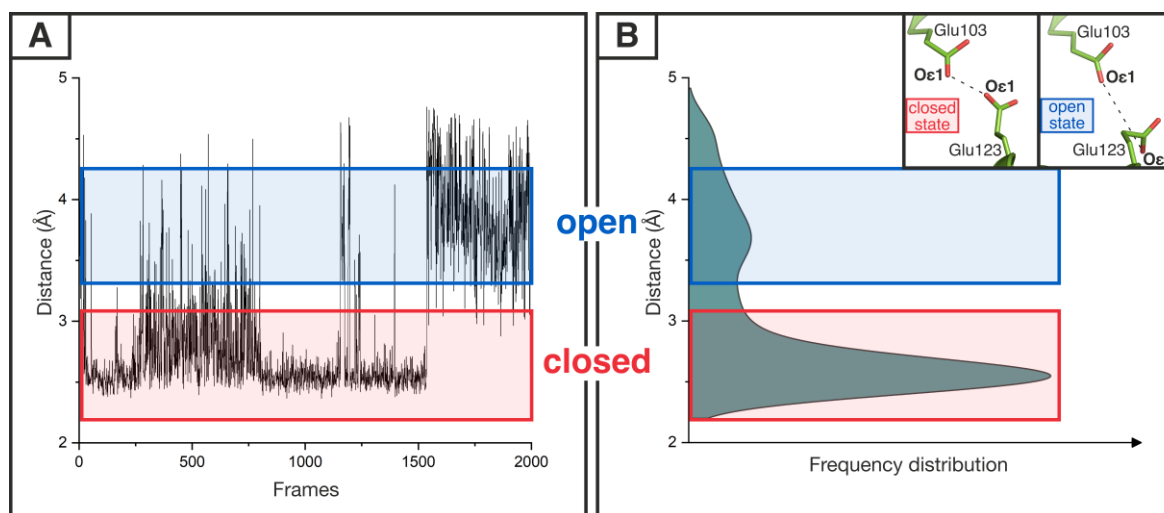 A
5
4
3
2
Distance (Å)
0
500
1000
1500
2000
Frames
open
closed
B
5
4
3
2
Distance (Å)
Frequency distribution
Glu103
Oε1
Oε1
closed
state
Glu123
Glu103
Oε1
open
state
Glu123
Oε